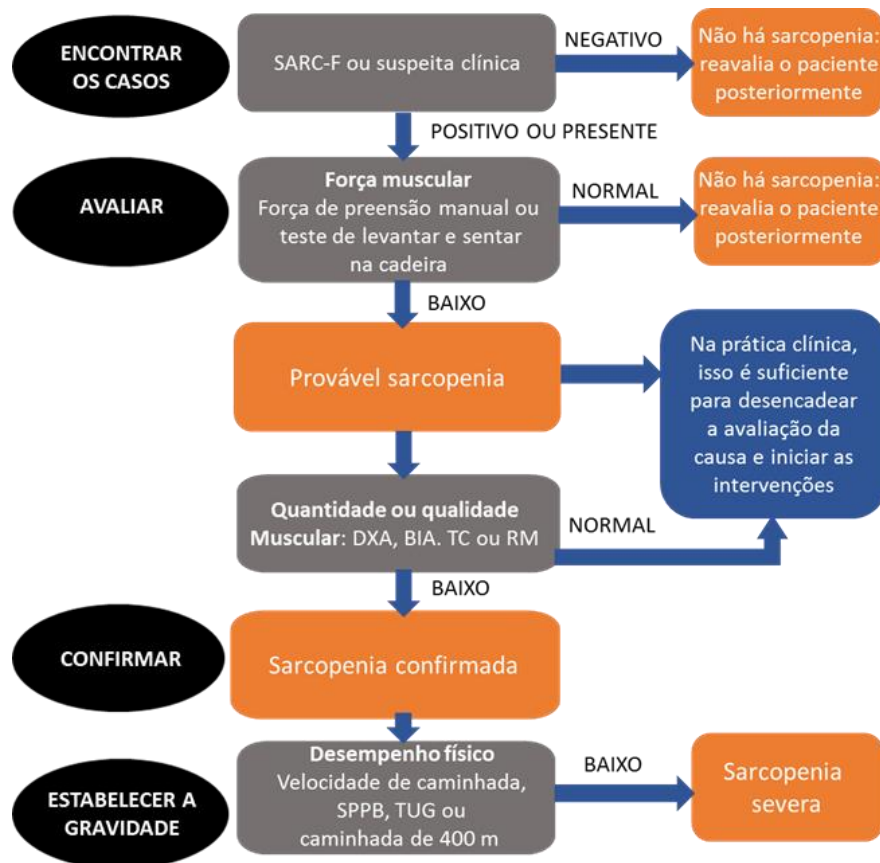 ENCONTRAR
OS CASOS
SARC-F ou suspeita clínica
NEGATIVO
Não há sarcopenia:
reavalia o paciente
posteriormente
POSITIVO OU PRESENTE
AVALIAR
Força muscular
Força de preensão manual ou
teste de levantar e sentar
na cadeira
NORMAL
Não há sarcopenia:
reavalia o paciente
posteriormente
BAIXO
Provável sarcopenia
Na prática clínica,
isso é suficiente
para desencadear
a avaliação da
causa e iniciar as
intervenções
Quantidade ou qualidade
Muscular: DXA, BIA. TC ou RM
NORMAL
BAIXO
CONFIRMAR
Sarcopenia confirmada
ESTABELECER A
GRAVIDADE
Desempenho físico
Velocidade de caminhada,
SPPB, TUG ou
caminhada de 400 m
BAIXO
Sarcopenia
severa